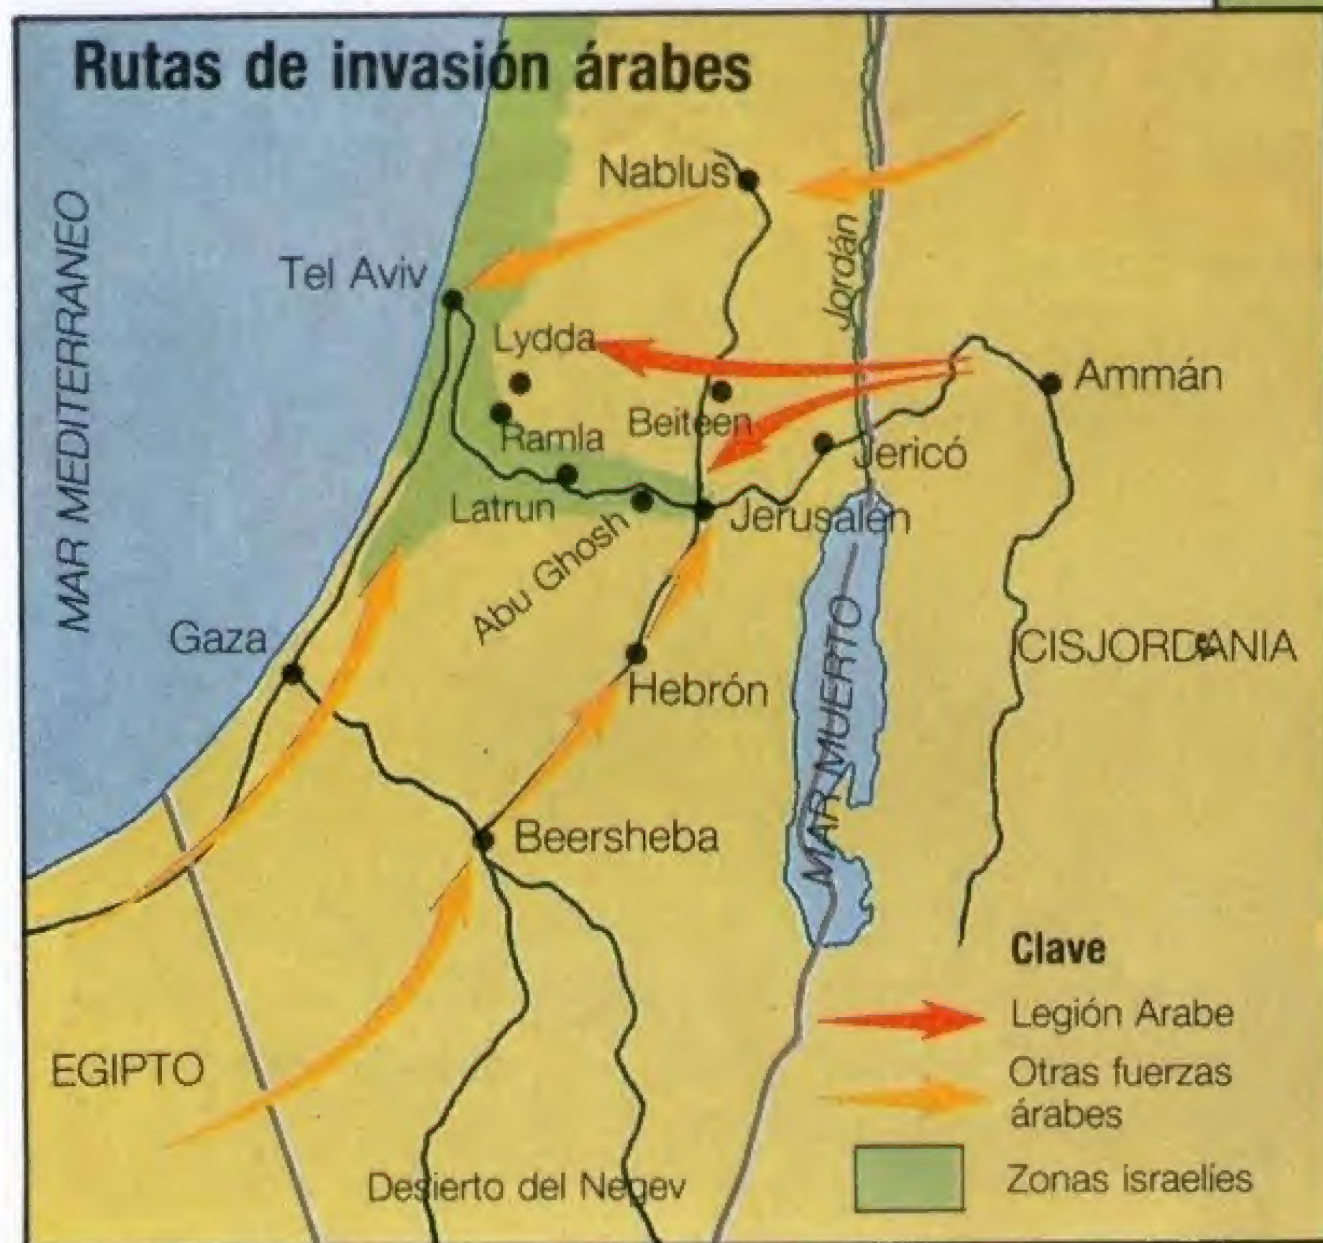 Rutas de invasión árabes
MAR MEDITERRANEO
Nablus
Jordán
Tel Aviv
Lydda
Ammán
Ramla
Beiteen
Jericó
Latrun
Abu Ghosh
Jerusalén
Gaza
Hebrón
CISJORDANIA
MAR MUERTO
Beersheba
EGIPTO
Desierto del Negev
Clave
Legión Arabe
Otras fuerzas
árabes
Zonas israelíes